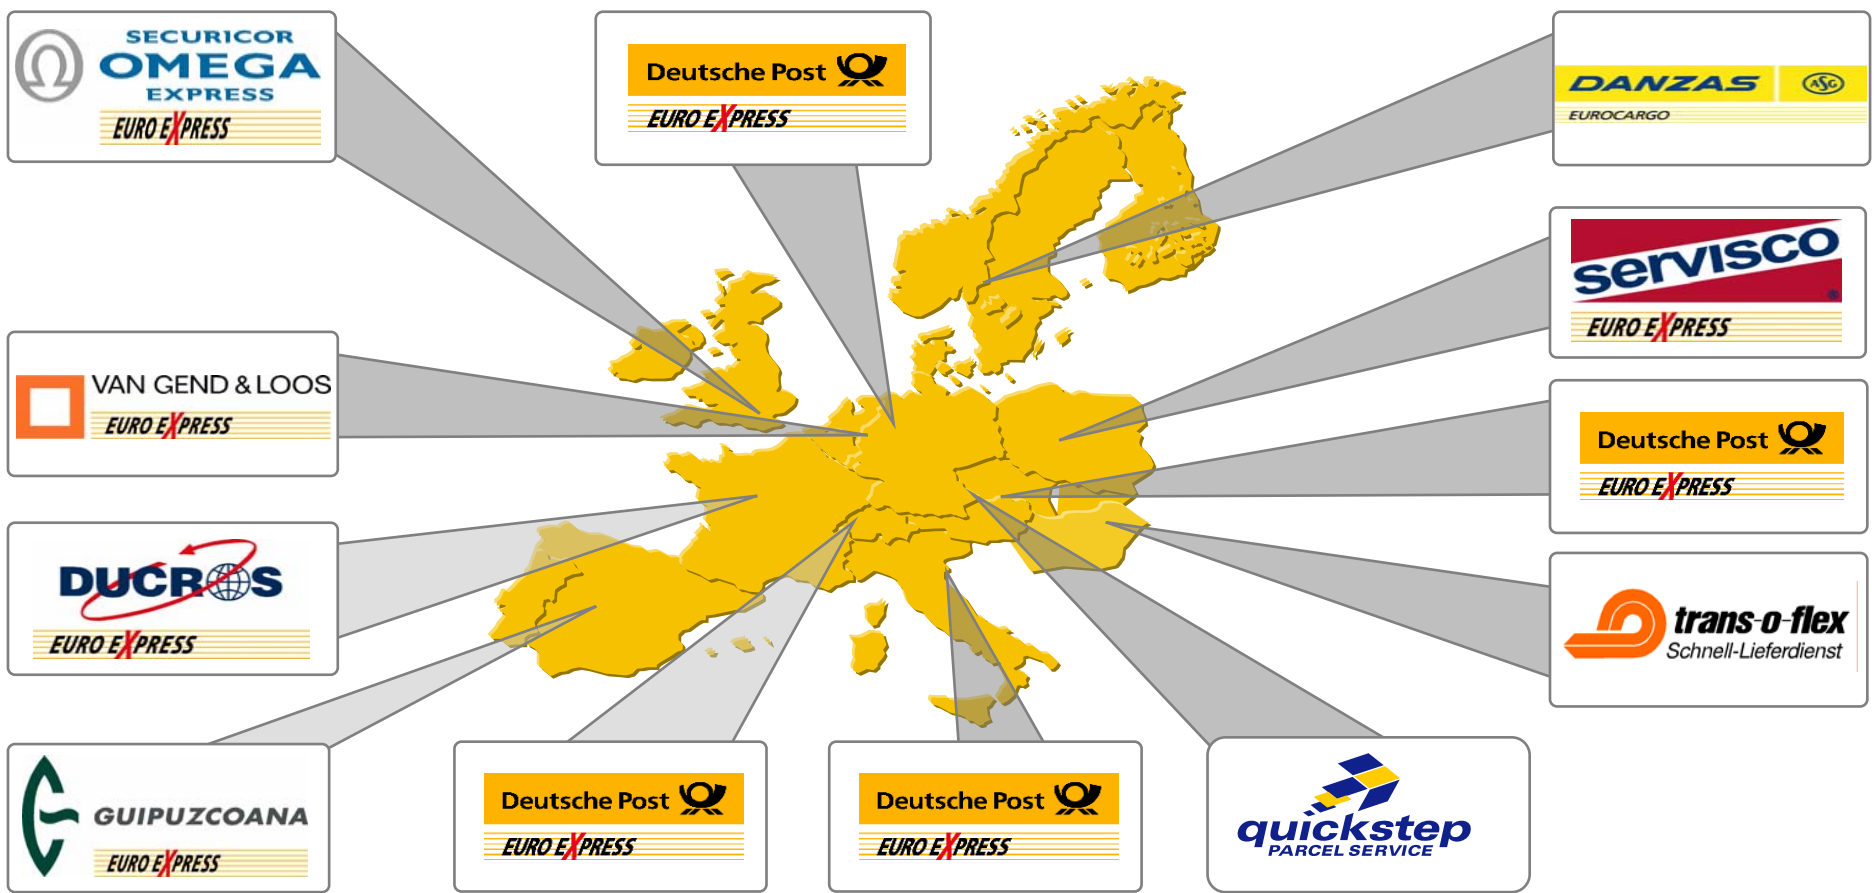 SECURICOR
OMEGA
EXPRESS
EURO EXPRESS
Deutsche Post
EURO EXPRESS
DANZAS
ASG
EUROCARGO
servisco
®
EURO EXPRESS
VAN GEND & LOOS
EURO EXPRESS
Deutsche Post
EURO EXPRESS
DUCROS
EURO EXPRESS
trans-o-flex
Schnell-Lieferdienst
GUIPUZCOANA
EURO EXPRESS
Deutsche Post
EURO EXPRESS
Deutsche Post
EURO EXPRESS
quickstep
PARCEL SERVICE